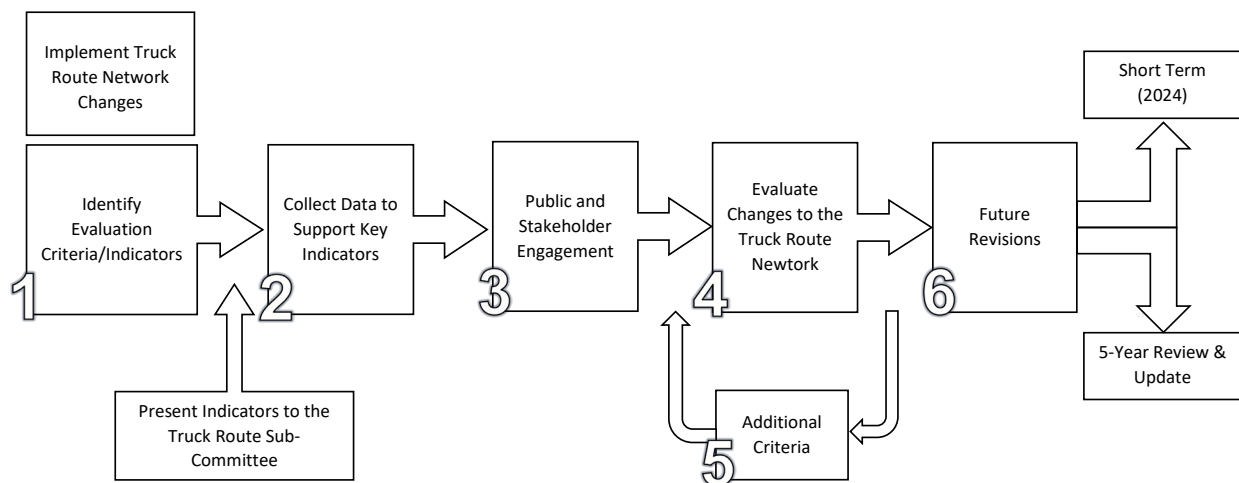 Implement Truck
Route Network
Changes
Identify
Evaluation
Criteria/Indicators
1
Collect Data to
Support Key
Indicators
2
Public and
Stakeholder
Engagement
3
Evaluate
Changes to the
Truck Route
Newtork
4
Future
Revisions
6
Short Term
(2024)
5-Year Review &
Update
Present Indicators to the
Truck Route Sub-
Committee
Additional
Criteria
5